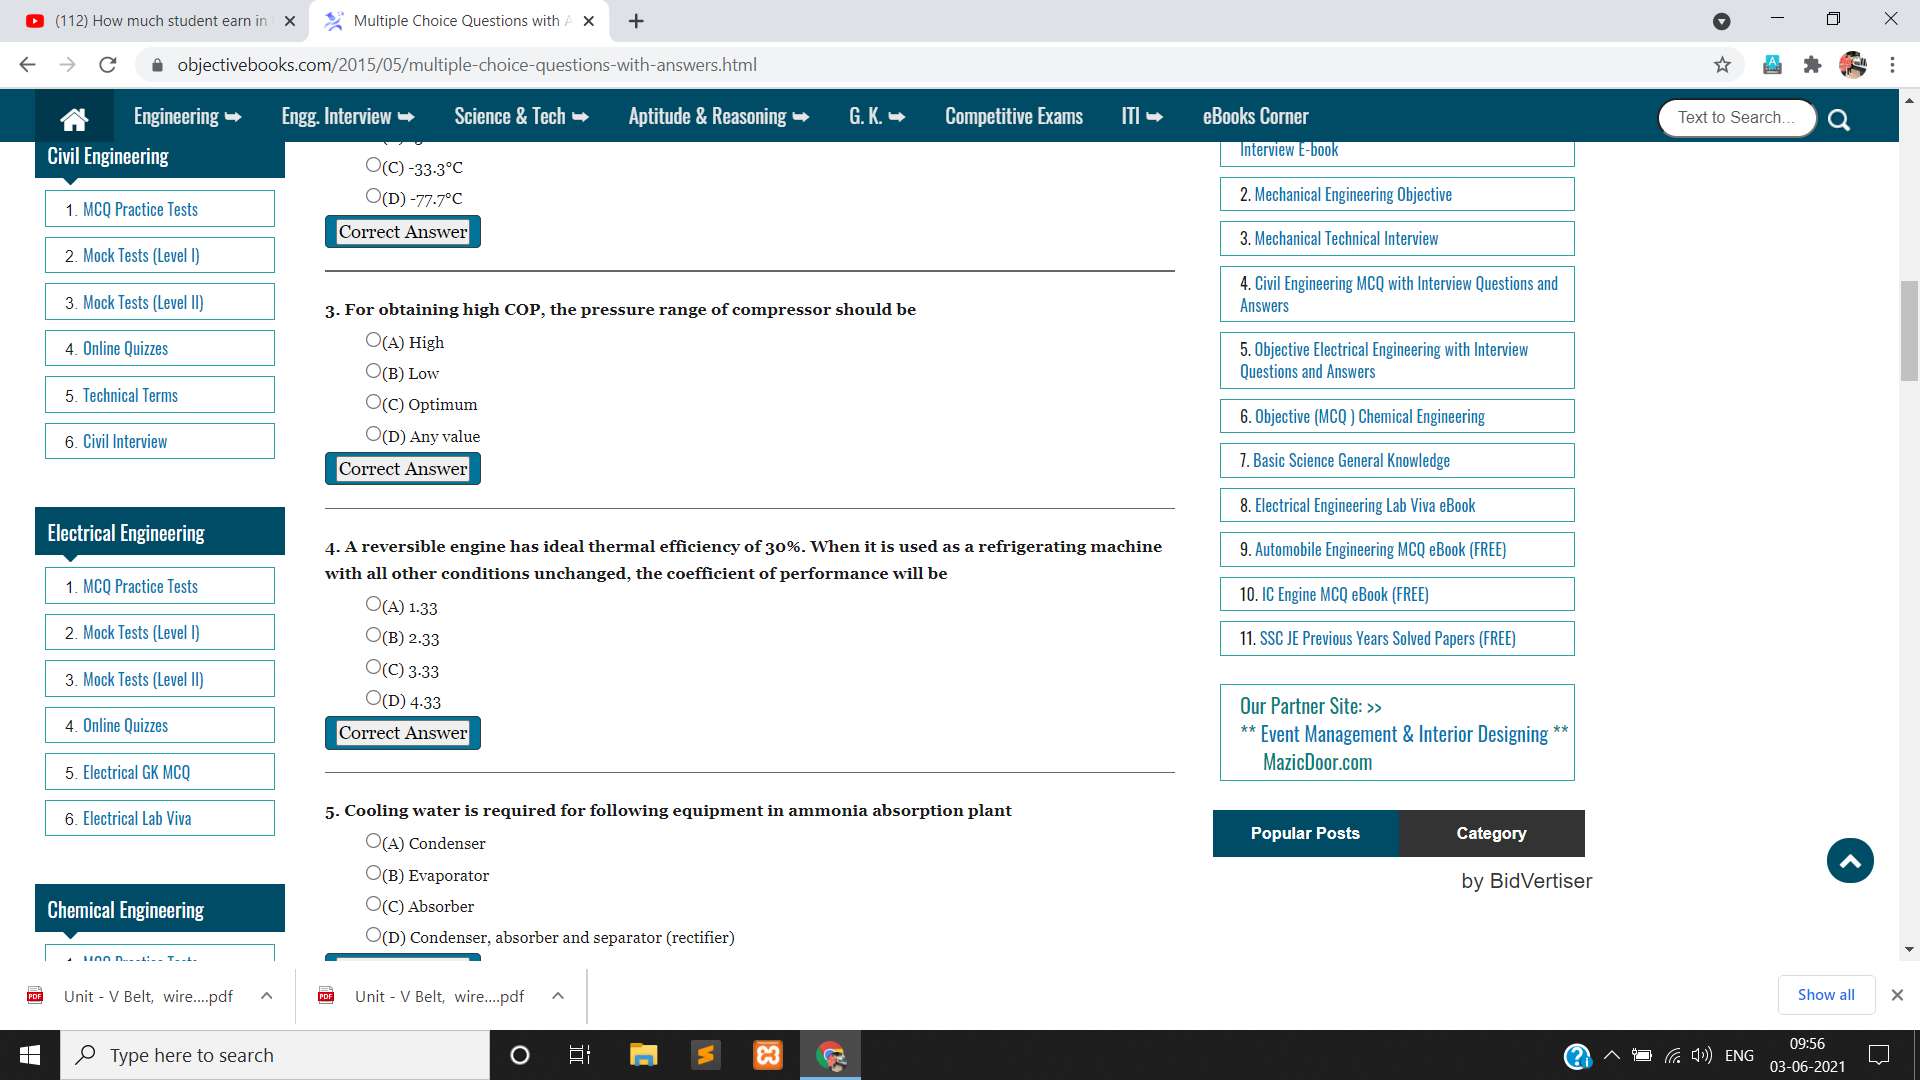 (112) How much student earn in
Multiple Choice Questions with A
objectivebooks.com/2015/05/multiple-choice-questions-with-answers.html
Engineering ➥
Engg. Interview ➥
Science & Tech ➥
Aptitude & Reasoning ➥
G. K. ➥
Competitive Exams
ITI ➥
eBooks Corner
Text to Search...
Civil Engineering
1. MCQ Practice Tests
2. Mock Tests (Level I)
3. Mock Tests (Level II)
4. Online Quizzes
5. Technical Terms
6. Civil Interview
Electrical Engineering
1. MCQ Practice Tests
2. Mock Tests (Level I)
3. Mock Tests (Level II)
4. Online Quizzes
5. Electrical GK MCQ
6. Electrical Lab Viva
Chemical Engineering
1. MCQ Practice Tests
(C) -33.3°C
(D) -77.7°C
Correct Answer
3. For obtaining high COP, the pressure range of compressor should be
(A) High
(B) Low
(C) Optimum
(D) Any value
Correct Answer
4. A reversible engine has ideal thermal efficiency of 30%. When it is used as a refrigerating machine
with all other conditions unchanged, the coefficient of performance will be
(A) 1.33
(B) 2.33
(C) 3.33
(D) 4.33
Correct Answer
5. Cooling water is required for following equipment in ammonia absorption plant
(A) Condenser
(B) Evaporator
(C) Absorber
(D) Condenser, absorber and separator (rectifier)
Interview E-book
2. Mechanical Engineering Objective
3. Mechanical Technical Interview
4. Civil Engineering MCQ with Interview Questions and
Answers
5. Objective Electrical Engineering with Interview
Questions and Answers
6. Objective (MCQ ) Chemical Engineering
7. Basic Science General Knowledge
8. Electrical Engineering Lab Viva eBook
9. Automobile Engineering MCQ eBook (FREE)
10. IC Engine MCQ eBook (FREE)
11. SSC JE Previous Years Solved Papers (FREE)
Our Partner Site: >>
** Event Management & Interior Designing **
MazicDoor.com
Popular Posts
Category
by BidVertiser
Unit - V Belt, wire....pdf
Unit - V Belt, wire....pdf
Show all
Type here to search
ENG
09:56
03-06-2021